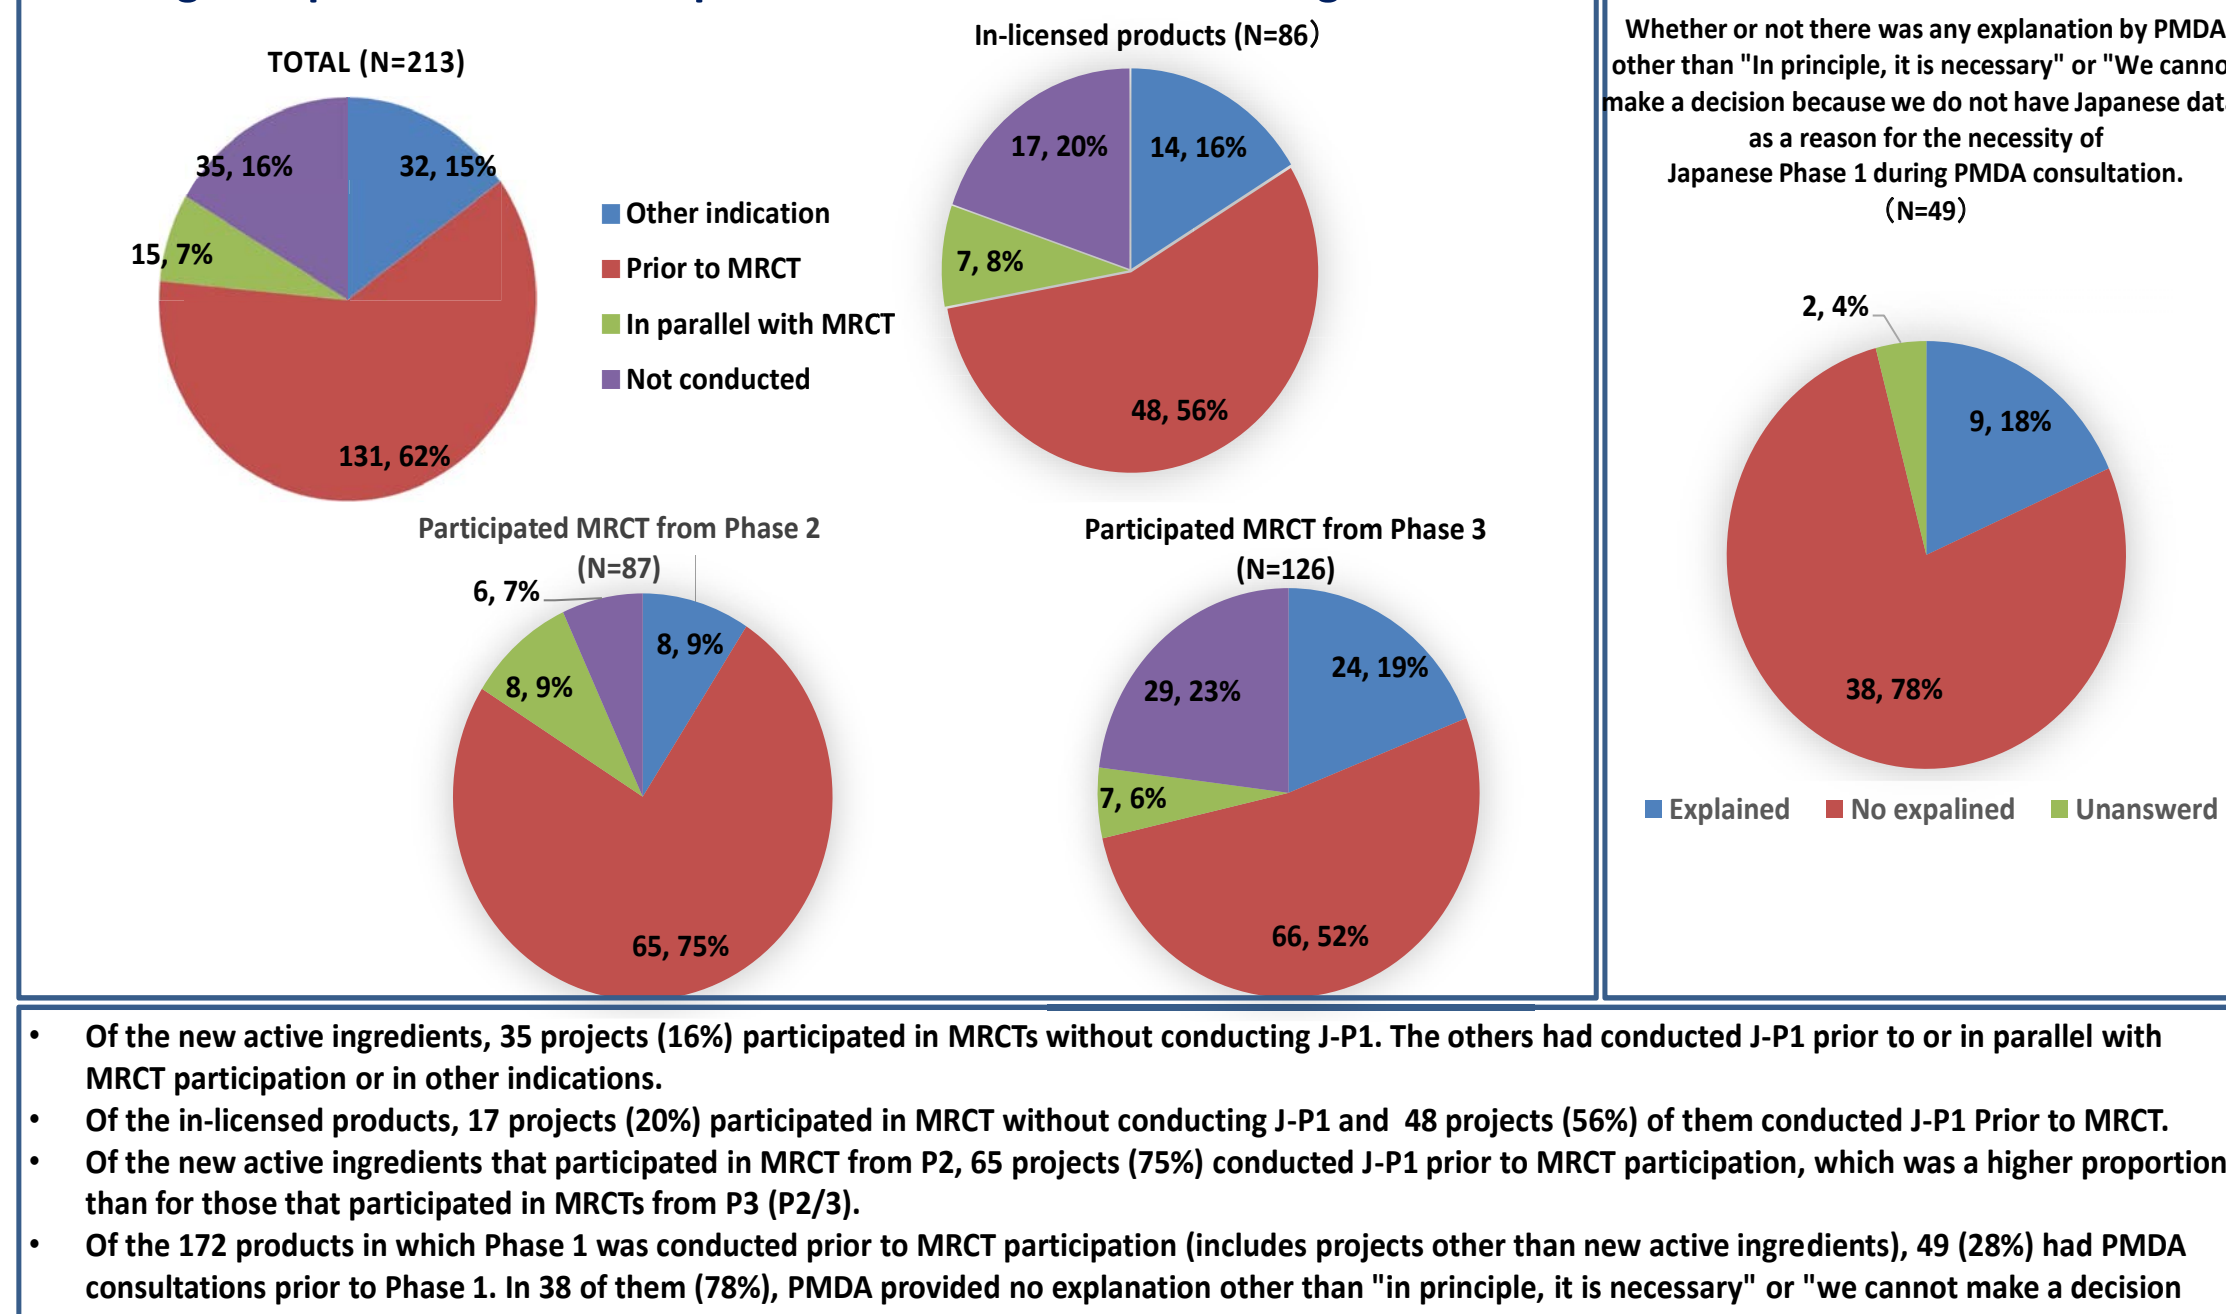 TOTAL (N=213)
35, 16%
32, 15%
15, 7%
131, 62%
Other indication
Prior to MRCT
In parallel with MRCT
Not conducted
In-licensed products (N=86)
17, 20%
14, 16%
7, 8%
48, 56%
Participated MRCT from Phase 2
(N=87)
6, 7%
8, 9%
8, 9%
65, 75%
Participated MRCT from Phase 3
(N=126)
24, 19%
29, 23%
7, 6%
66, 52%
Whether or not there was any explanation by PMDA
other than "In principle, it is necessary" or "We
make a decision because we do not have Japanese
as a reason for the necessity of
Japanese Phase 1 during PMDA consultation.
(N=49)
2, 4%
9, 18%
38, 78%
Explained
No expalined
Unanswerd
• Of the new active ingredients, 35 projects (16%) participated in MRCTs without conducting J-P1. The others had conducted J-P1 prior to or in parallel with
MRCT participation or in other indications.
• Of the in-licensed products, 17 projects (20%) participated in MRCT without conducting J-P1 and 48 projects (56%) of them conducted J-P1 Prior to MRCT.
• Of the new active ingredients that participated in MRCT from P2, 65 projects (75%) conducted J-P1 prior to MRCT participation, which was a higher proportion
than for those that participated in MRCTs from P3 (P2/3).
• Of the 172 products in which Phase 1 was conducted prior to MRCT participation (includes projects other than new active ingredients), 49 (28%) had PMDA
consultations prior to Phase 1. In 38 of them (78%), PMDA provided no explanation other than "in principle, it is necessary" or "we cannot make a decision